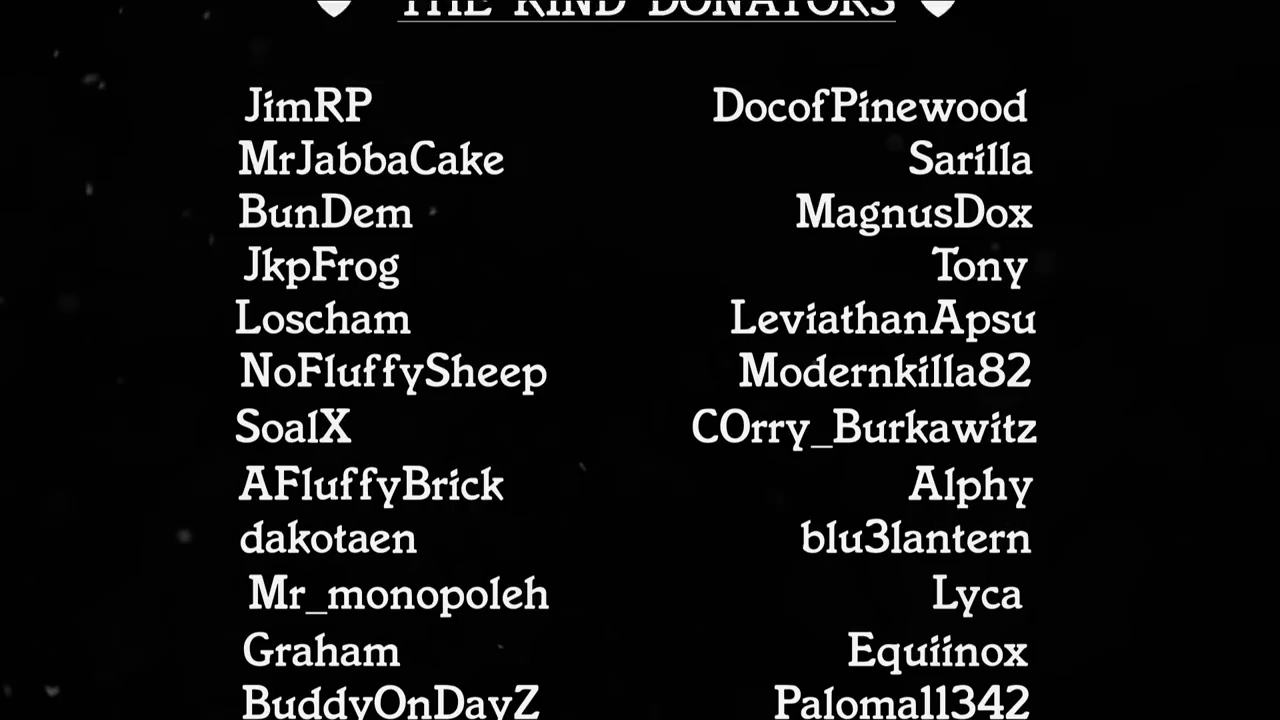 THE KIND DONATORS
JimRP DocofPinewood
MrJabbaCake Sarilla
BunDem MagnusDox
JkpFrog Tony
Loscham LeviathanApsu
NoFluffySheep Modernkilla82
SoalX COrry_Burkawitz
AFluffyBrick Alphy
dakotaen blu3lantern
Mr_monopoleh Lyca
Graham Equiinox
BuddyOnDayZ Paloma11342